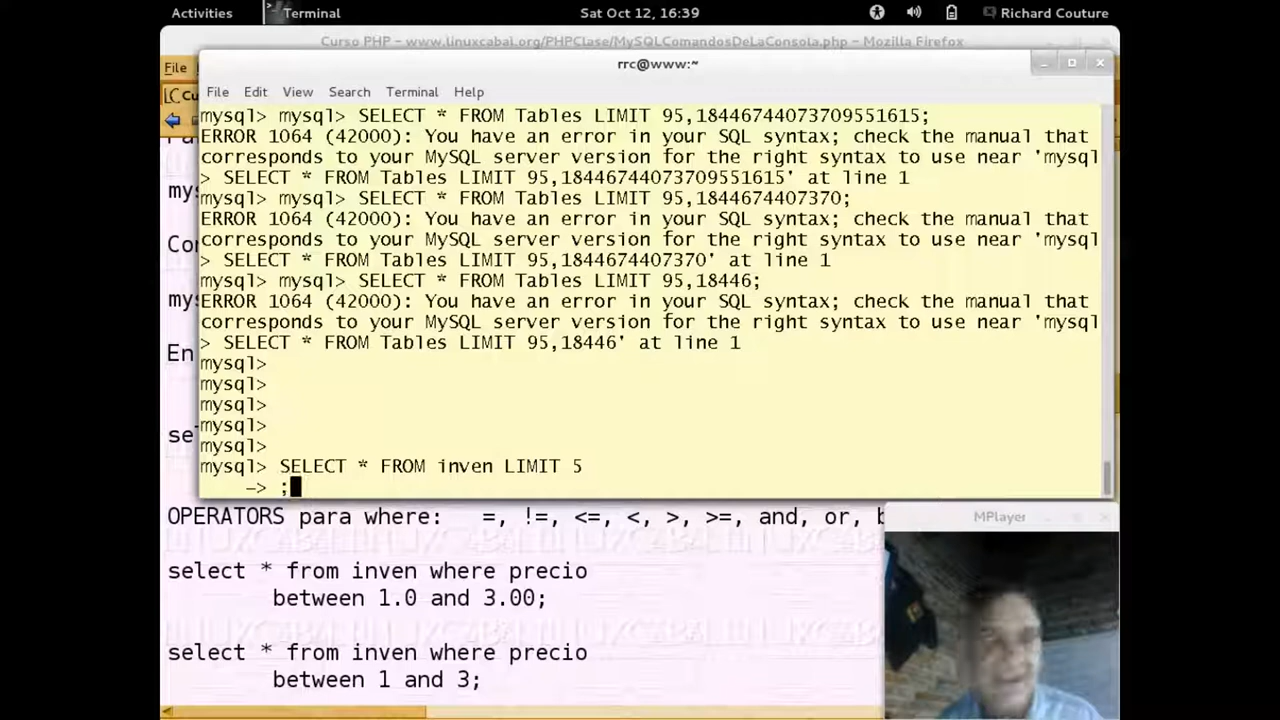 Activities
Terminal
Sat Oct 12, 16:39
Richard Couture
Curso PHP - www.linuxcabal.org/PHPClase/MySQLComandosDeLaConsola.php - Mozilla Firefox
File
rrc@www:~
File Edit View Search Terminal Help
mysql> mysql> SELECT * FROM Tables LIMIT 95,18446744073709551615;
ERROR 1064 (42000): You have an error in your SQL syntax; check the manual that
corresponds to your MySQL server version for the right syntax to use near 'mysql
> SELECT * FROM Tables LIMIT 95,18446744073709551615' at line 1
mysql> mysql> SELECT * FROM Tables LIMIT 95,1844674407370;
ERROR 1064 (42000): You have an error in your SQL syntax; check the manual that
corresponds to your MySQL server version for the right syntax to use near 'mysql
> SELECT * FROM Tables LIMIT 95,1844674407370' at line 1
mysql> mysql> SELECT * FROM Tables LIMIT 95,18446;
ERROR 1064 (42000): You have an error in your SQL syntax; check the manual that
corresponds to your MySQL server version for the right syntax to use near 'mysql
> SELECT * FROM Tables LIMIT 95,18446' at line 1
mysql>
mysql>
mysql>
mysql>
mysql>
mysql> SELECT * FROM inven LIMIT 5
-> ;
OPERATORS para where: =, !=, <=, <, >, >=, and, or, b
select * from inven where precio
between 1.0 and 3.00;
select * from inven where precio
between 1 and 3;
MPlayer